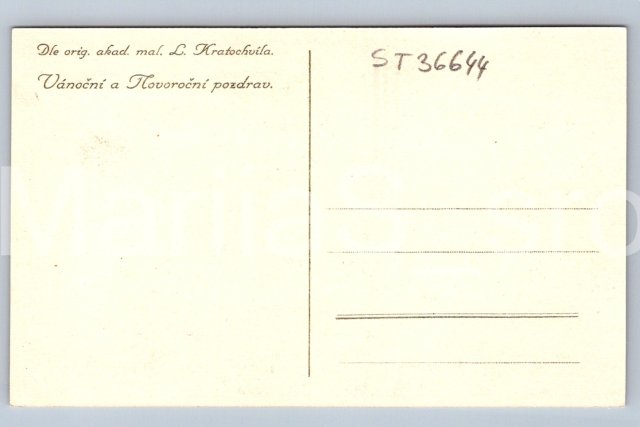 Dle orig. akad. mal. L. Kratochvíla.
Vánoční a Novoroční pozdrav.
ST36644